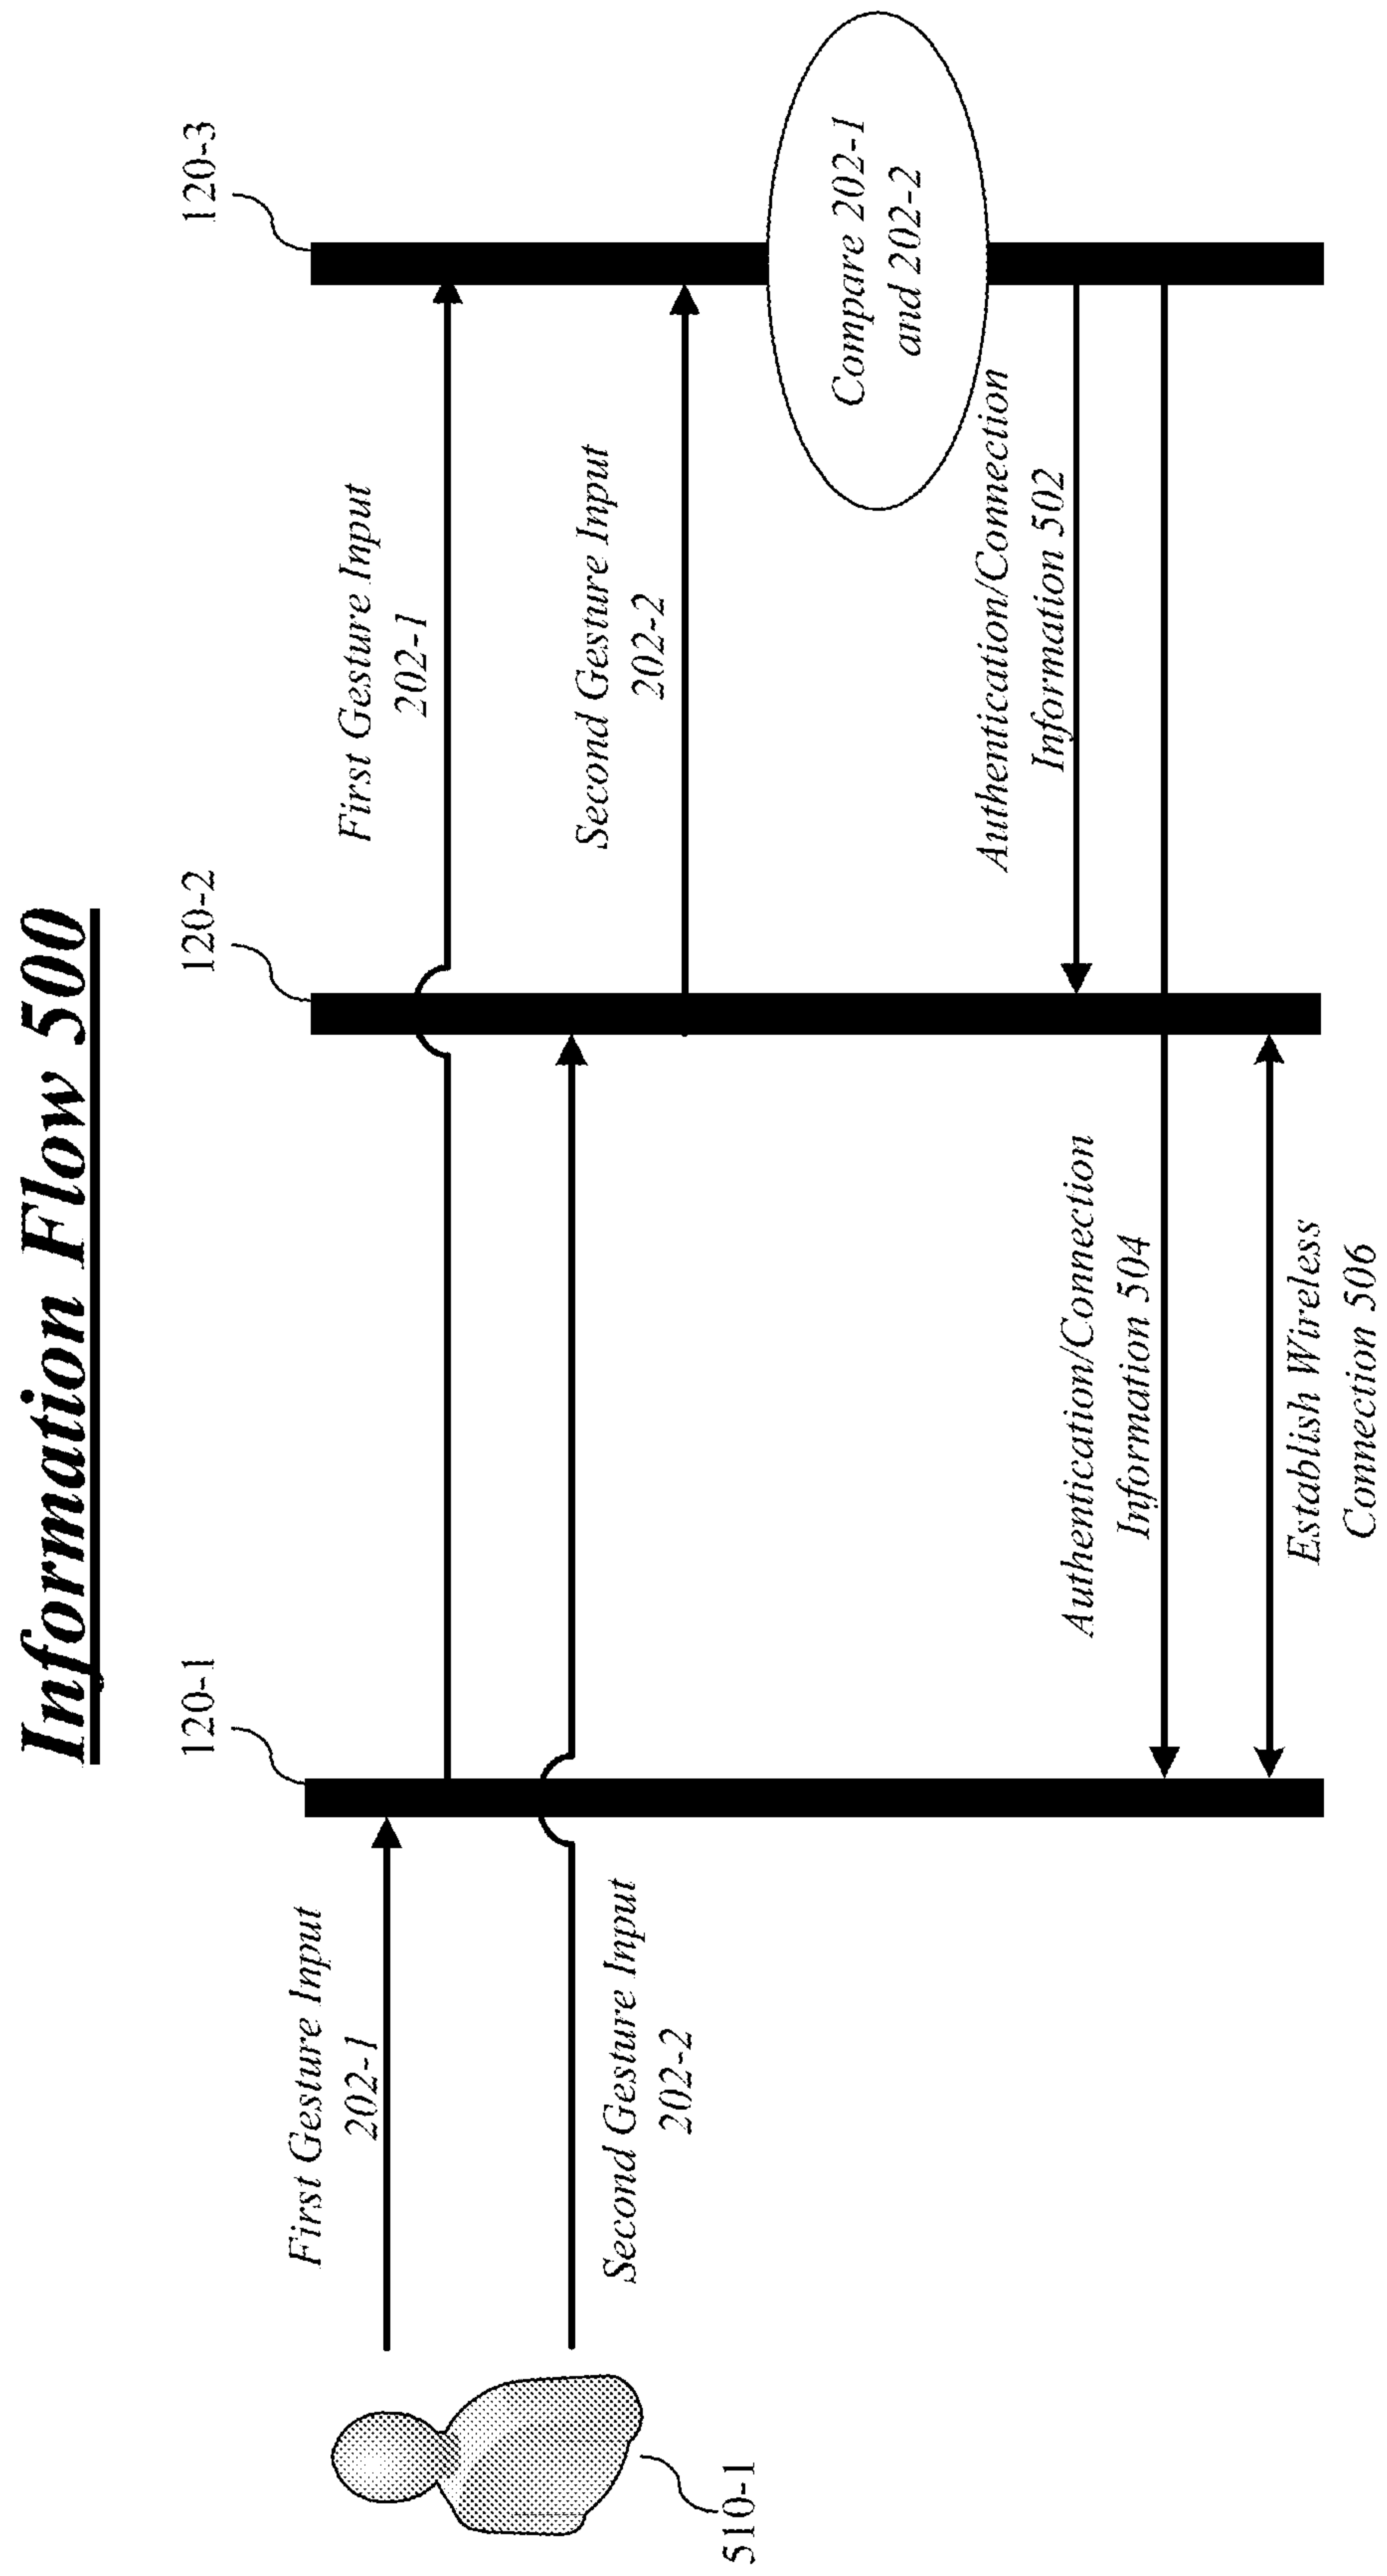 Information Flow 500
120-1
120-2
120-3
First Gesture Input
202-1
First Gesture Input
202-1
Second Gesture Input
202-2
Second Gesture Input
202-2
510-1
Compare 202-1
and 202-2
Authentication/Connection
Information 502
Authentication/Connection
Information 504
Establish Wireless
Connection 506